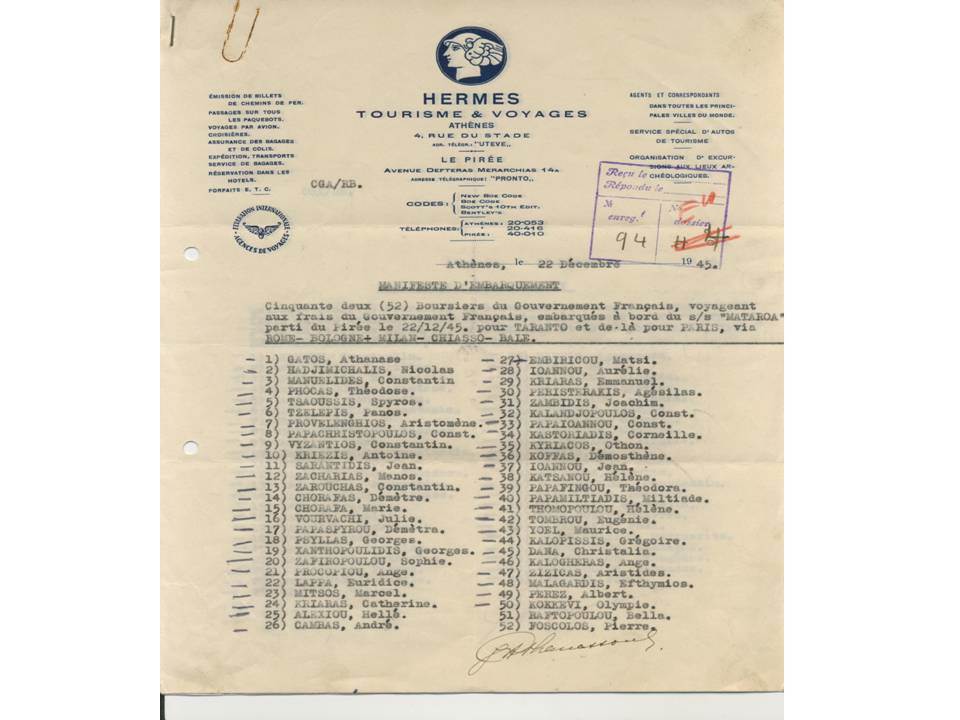 HERMES
TOURISME & VOYAGES
ATHÈNES
4, RUE DU STADE
ADR. TÉLÉGR.: "UTEVE„
LE PIRÉE
AVENUE DEFTERAS MERARCHIAS 14A
ADRESSE TÉLÉGRAPHIQUE: "PRONTO„
CODES:
NEW BOE CODE
BOE CODE
SCOTT'S 10TH EDIT.
BENTLEY'S
TÉLÉPHONES:
ATHÈNES: 20-053
" 20-416
PIRÉE: 40-010
ÉMISSION DE BILLETS
DE CHEMINS DE FER.
PASSAGES SUR TOUS
LES PAQUEBOTS.
VOYAGES PAR AVION.
CROISIÈRES.
ASSURANCE DES BAGAGES
ET DE COLIS.
EXPÉDITION, TRANSPORTS
SERVICE DE BAGAGES.
RÉSERVATION DANS LES
HOTELS.
FORFAITS E.T.C.
FÉDÉRATION INTERNATIONALE
AGENCES DE VOYAGES
AGENTS ET CORRESPONDANTS
DANS TOUTES LES PRINCI-
PALES VILLES DU MONDE.
SERVICE SPÉCIAL D'AUTOS
DE TOURISME
ORGANISATION D'EXCUR-
SIONS AUX LIEUX AR-
CHÉOLOGIQUES.
CGA/RB.
Reçu le
Répondu le
№ enreg.t
94
№ dossier
Athènes, le 22 Décembre 1945.
MANIFESTE D'EMBARQUEMENT
Cinquante deux (52) Boursiers du Gouvernement Français, voyageant
aux frais du Gouvernement Français, embarqués à bord du s/s "MATAROA"
parti du Pirée le 22/12/45. pour TARANTO et de là pour PARIS, via
ROME- BOLOGNE+ MILAN- CHIASSO- BALE.
1) GATOS, Athanase
2) HADJIMICHALIS, Nicolas
3) MANUELIDES, Constantin
4) PHOCAS, Théodose.
5) TSAOUSSIS, Spyros.
6) TZELEPIS, Panos.
7) PROVELENGHIOS, Aristomène.
8) PAPACHRISTOPOULOS, Const.
9) VYZANTIOS, Constantin.
10) KRIEZIS, Antoine.
11) SARANTIDIS, Jean.
12) ZACHARIAS, Manos.
13) ZAROUCHAS, Constantin.
14) CHORAFAS, Démètre.
15) CHORAFA, Marie.
16) VOURVACHI, Julie.
17) PAPASPYROU, Démètra.
18) PSYLLAS, Georges.
19) XANTHOPOULIDIS, Georges.
20) ZAFIROPOULOU, Sophie.
21) PROCOPIOU, Ange.
22) LAPPA, Euridice.
23) MITSOS, Marcel.
24) KRIARAS, Catherine.
25) ALEXIOU, Hellé.
26) CAMBAS, André.
27) EMBIRICOU, Matsi.
28) IOANNOU, Aurélie.
29) KRIARAS, Emmanuel.
30) PERISTERAKIS, Agésilas.
31) ZAMBIDIS, Joachim.
32) KALANDJOPOULOS, Const.
33) PAPAIOANNOU, Const.
34) KASTORIADIS, Corneille.
35) KYRIACOS, Othon.
36) KOFFAS, Démosthène.
37) IOANNOU, Jean.
38) KATSANOU, Hélène.
39) PAPAFINGOU, Théodora.
40) PAPAMILTIADIS, Miltiade.
41) THOMOPOULOU, Hélène.
42) TOMBROU, Eugénie.
43) YOEL, Maurice.
44) KALOPISSIS, Grégoire.
45) DANA, Christalia.
46) KALOGHERAS, Ange.
47) ZIZICAS, Aristides.
48) MALAGARDIS, Efthymios.
49) PEREZ, Albert.
50) KOKKEVI, Olympie.
51) RAFTOPOULOU, Bella.
52) FOSCOLOS, Pierre.